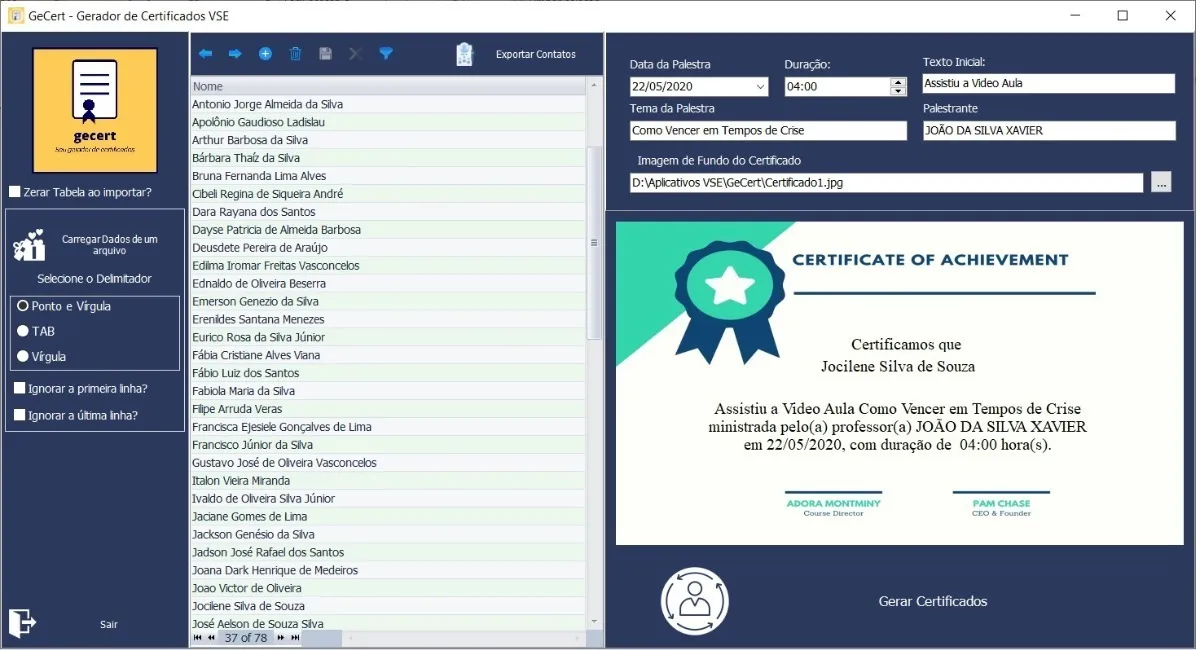 GeCert - Gerador de Certificados VSE
gecert
Seu gerador de certificados
Zerar Tabela ao importar?
Carregar Dados de um
arquivo
Selecione o Delimitador
Ponto e Vírgula
TAB
Vírgula
Ignorar a primeira linha?
Ignorar a última linha?
Sair
Exportar Contatos
Nome
Antonio Jorge Almeida da Silva
Apolônio Gaudioso Ladislau
Arthur Barbosa da Silva
Bárbara Thaíz da Silva
Bruna Fernanda Lima Alves
Cibeli Regina de Siqueira André
Dara Rayana dos Santos
Dayse Patricia de Almeida Barbosa
Deusdete Pereira de Araújo
Edilma Iromar Freitas Vasconcelos
Ednaldo de Oliveira Beserra
Emerson Genezio da Silva
Erenildes Santana Menezes
Eurico Rosa da Silva Júnior
Fábia Cristiane Alves Viana
Fábio Luiz dos Santos
Fabiola Maria da Silva
Filipe Arruda Veras
Francisca Ejesiele Gonçalves de Lima
Francisco Júnior da Silva
Gustavo José de Oliveira Vasconcelos
Italon Vieira Miranda
Ivaldo de Oliveira Silva Júnior
Jaciane Gomes de Lima
Jackson Genésio da Silva
Jadson José Rafael dos Santos
Joana Dark Henrique de Medeiros
Joao Victor de Oliveira
Jocilene Silva de Souza
José Aelson de Souza Silva
37 of 78
Data da Palestra
22/05/2020
Duração:
04:00
Texto Inicial:
Assistiu a Video Aula
Tema da Palestra
Como Vencer em Tempos de Crise
Palestrante
JOÃO DA SILVA XAVIER
Imagem de Fundo do Certificado
D:\Aplicativos VSE\GeCert\Certificado1.jpg
...
CERTIFICATE OF ACHIEVEMENT
Certificamos que
Jocilene Silva de Souza
Assistiu a Video Aula Como Vencer em Tempos de Crise
ministrada pelo(a) professor(a) JOÃO DA SILVA XAVIER
em 22/05/2020, com duração de 04:00 hora(s).
ADORA MONTMINY
Course Director
PAM CHASE
CEO & Founder
Gerar Certificados